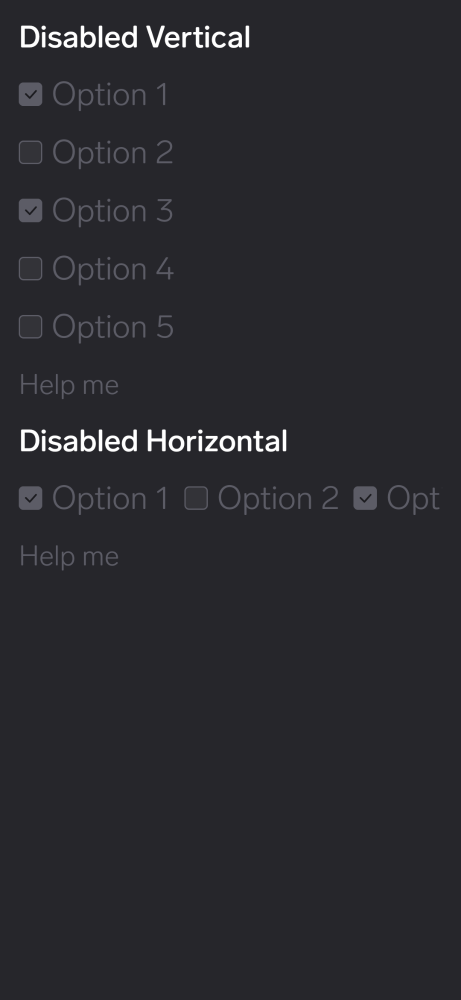 Disabled Vertical
Option 1
Option 2
Option 3
Option 4
Option 5
Help me
Disabled Horizontal
Option 1 Option 2 Opt
Help me